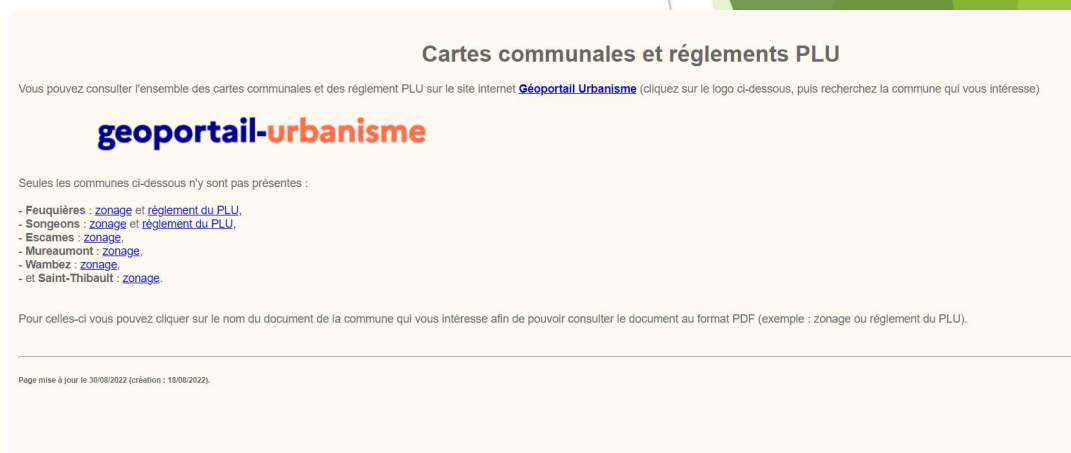 Cartes communales et réglements PLU
Vous pouvez consulter l'ensemble des cartes communales et des réglement PLU sur le site internet Géoportail Urbanisme (cliquez sur le logo ci-dessous, puis recherchez la commune qui vous intéresse)
geoportail-urbanisme
Seules les communes ci-dessous n'y sont pas présentes :
- Feuquières : zonage et réglement du PLU,
- Songeons : zonage et réglement du PLU,
- Escames : zonage,
- Mureaumont : zonage,
- Wambez : zonage,
- et Saint-Thibault : zonage.
Pour celles-ci vous pouvez cliquer sur le nom du document de la commune qui vous intéresse afin de pouvoir consulter le document au format PDF (exemple : zonage ou réglement du PLU).
Page mise à jour le 30/08/2022 (création : 18/08/2022).